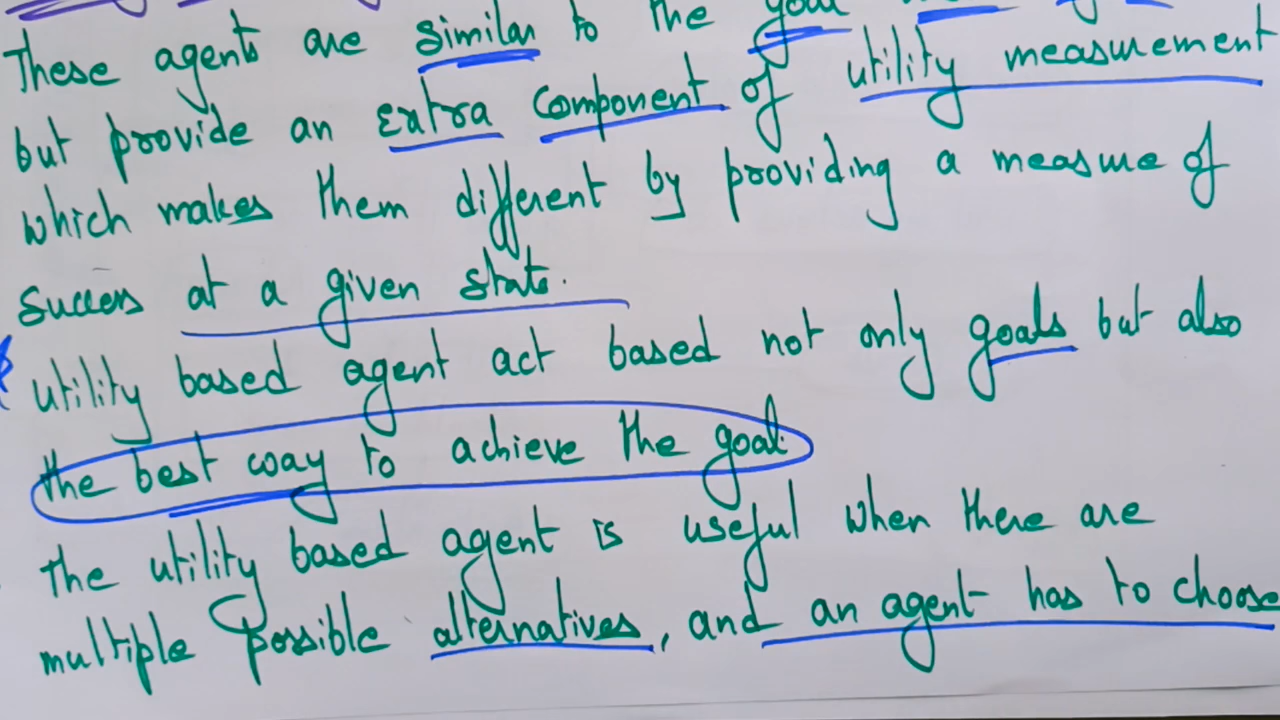 These agents are similar to the goal
but provide an extra component of utility measurement
which makes them different by providing a measure of
success at a given state.
utility based agent act based not only goals but also
the best way to achieve the goal.
The utility based agent is useful when there are
multiple possible alternatives, and an agent has to choose